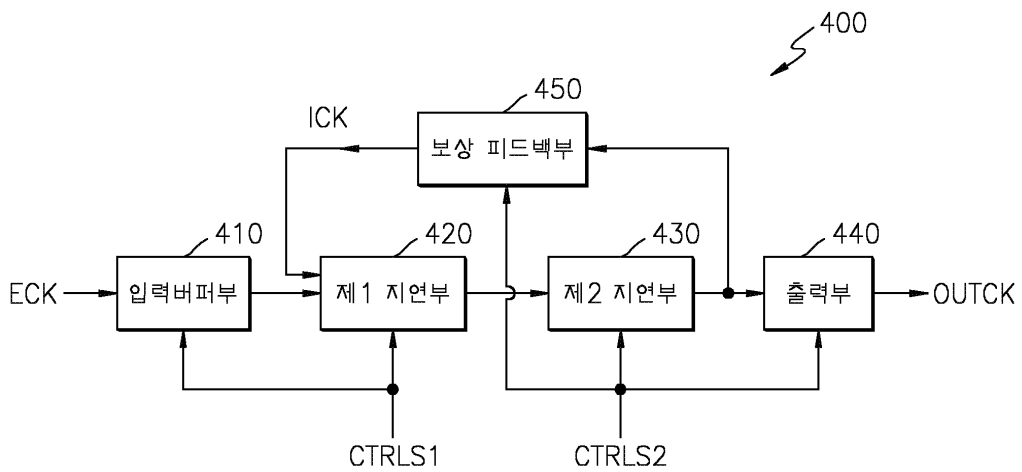 400
450
ICK
보상 피드백부
410
420
430
440
ECK
입력버퍼부
제1 지연부
제2 지연부
출력부
OUTCK
CTRLS1
CTRLS2